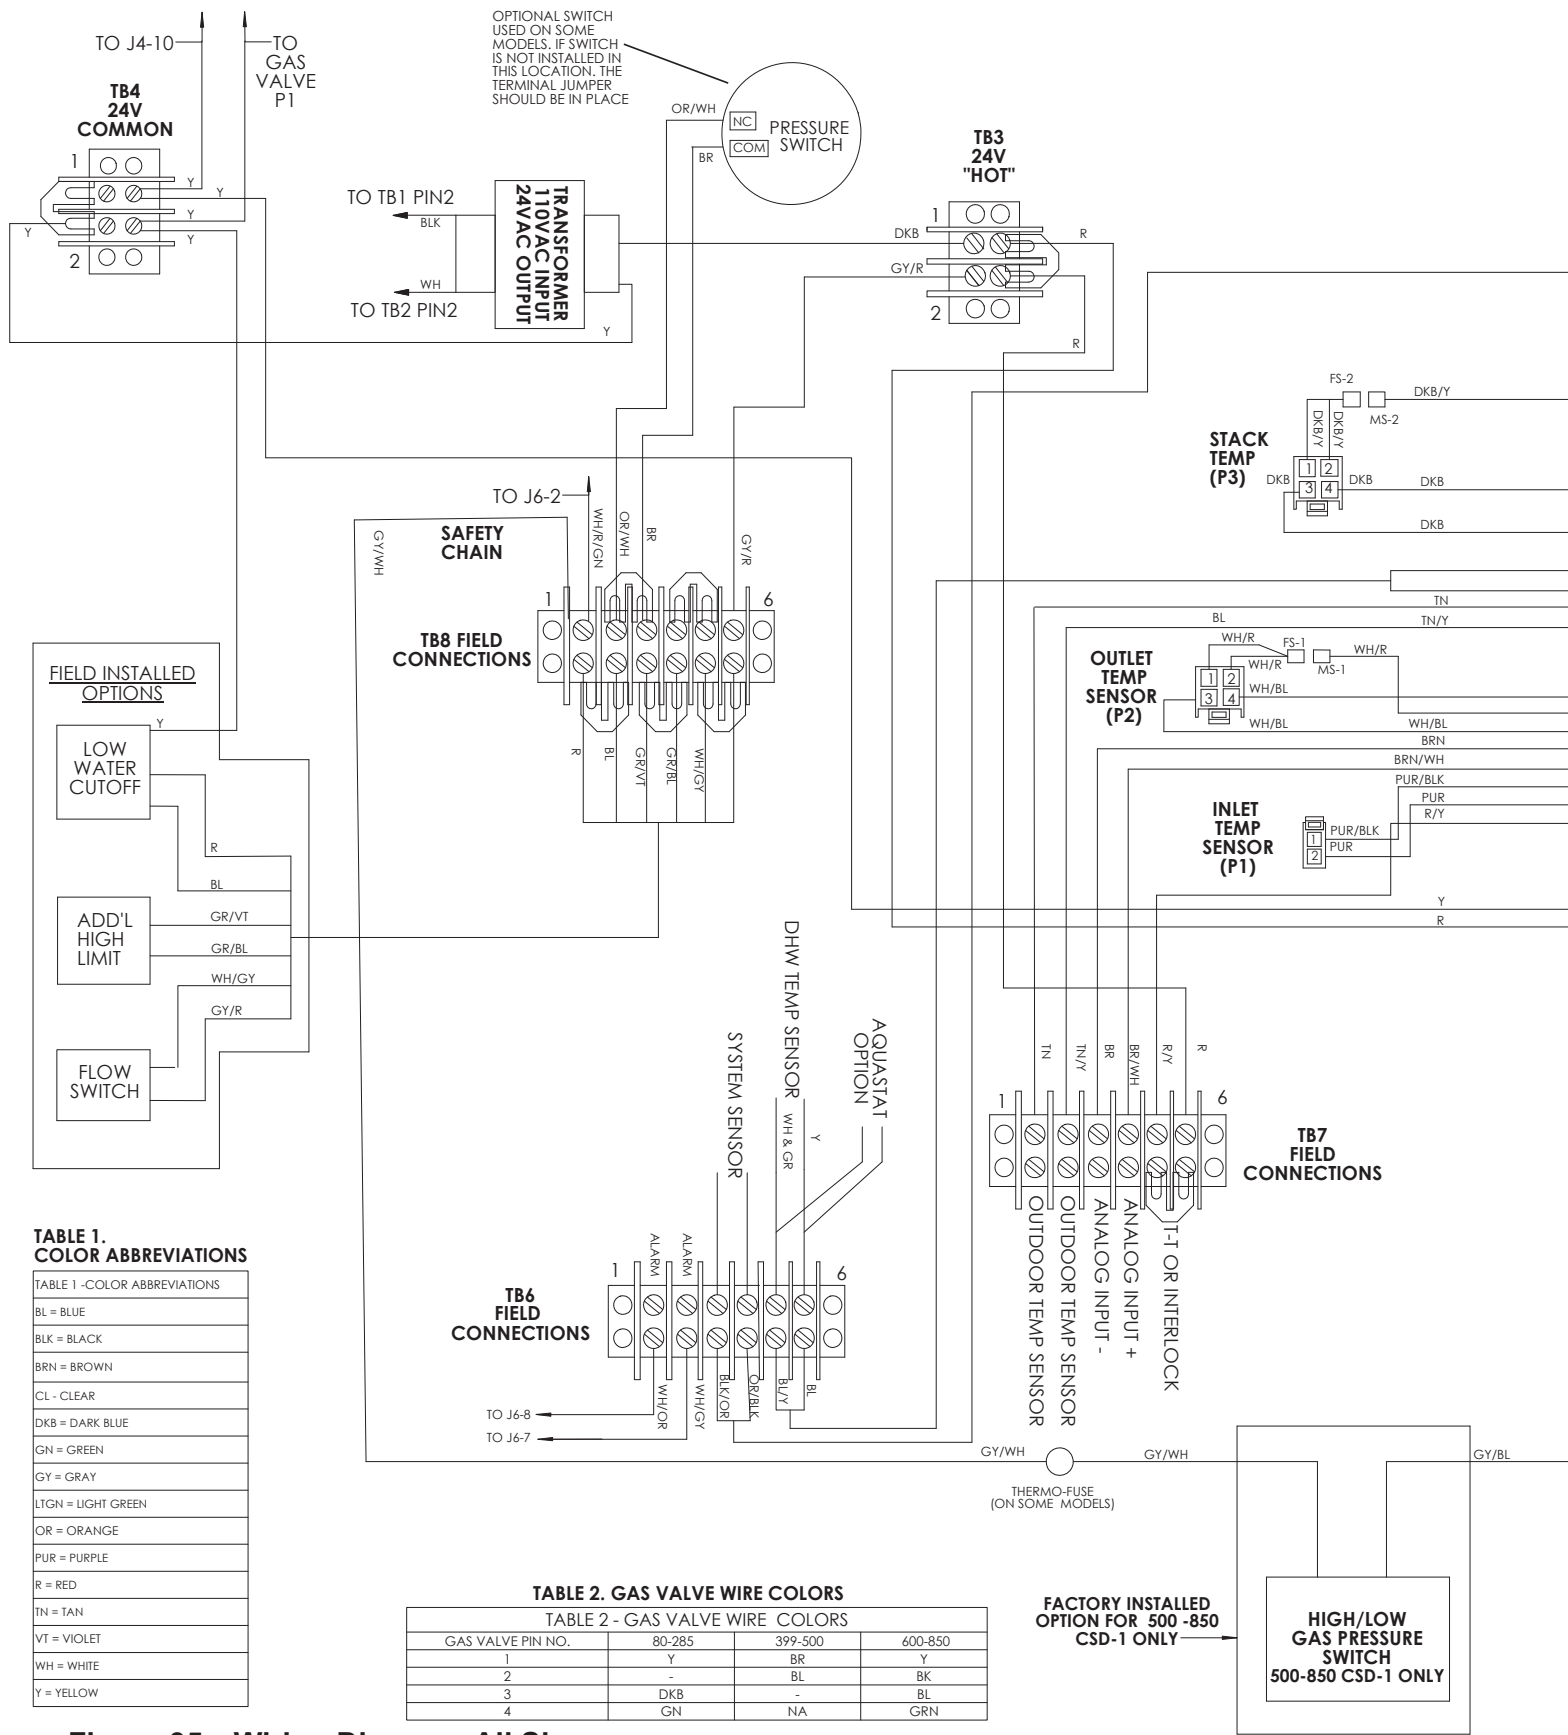 TO J4-10
TO
GAS
VALVE
P1
TB4
24V
COMMON
1
2
Y
Y
Y
Y
Y
OPTIONAL SWITCH
USED ON SOME
MODELS. IF SWITCH
IS NOT INSTALLED IN
THIS LOCATION. THE
TERMINAL JUMPER
SHOULD BE IN PLACE
OR/WH
BR
NC
COM
PRESSURE
SWITCH
TO TB1 PIN2
BLK
WH
TO TB2 PIN2
TRANSFORMER
110VAC INPUT
24VAC OUTPUT
Y
TB3
24V
"HOT"
1
2
DKB
GY/R
R
R
FS-2
MS-2
DKB/Y
DKB/Y
DKB/Y
STACK
TEMP
(P3)
1
2
3
4
DKB
DKB
DKB
DKB
TO J6-2
SAFETY
CHAIN
GY/WH
WH/R/GN
OR/WH
BR
GY/R
1
6
TB8 FIELD
CONNECTIONS
R
BL
GR/VT
GR/BL
WH/GY
TN
BL
TN/Y
WH/R
FS-1
WH/R
WH/R
MS-1
OUTLET
TEMP
SENSOR
(P2)
1
2
3
4
WH/BL
WH/BL
WH/BL
BRN
BRN/WH
PUR/BLK
PUR
R/Y
INLET
TEMP
SENSOR
(P1)
1
2
PUR/BLK
PUR
Y
R
FIELD INSTALLED
OPTIONS
Y
LOW
WATER
CUTOFF
R
BL
ADD'L
HIGH
LIMIT
GR/VT
GR/BL
WH/GY
GY/R
FLOW
SWITCH
SYSTEM SENSOR
DHW TEMP SENSOR
WH & GR
Y
AQUASTAT
OPTION
ALARM
ALARM
1
6
TB6
FIELD
CONNECTIONS
WH/OR
WH/GY
BLK/OR
OR/BLK
BL/Y
BL
TO J6-8
TO J6-7
TN
TN/Y
BR
BR/WH
R/Y
R
1
6
TB7
FIELD
CONNECTIONS
OUTDOOR TEMP SENSOR
OUTDOOR TEMP SENSOR
ANALOG INPUT -
ANALOG INPUT +
T-T OR INTERLOCK
GY/WH
GY/WH
THERMO-FUSE
(ON SOME MODELS)
GY/BL
FACTORY INSTALLED
OPTION FOR 500 -850
CSD-1 ONLY
HIGH/LOW
GAS PRESSURE
SWITCH
500-850 CSD-1 ONLY
TABLE 1.
COLOR ABBREVIATIONS
TABLE 1 -COLOR ABBREVIATIONS
BL = BLUE
BLK = BLACK
BRN = BROWN
CL - CLEAR
DKB = DARK BLUE
GN = GREEN
GY = GRAY
LTGN = LIGHT GREEN
OR = ORANGE
PUR = PURPLE
R = RED
TN = TAN
VT = VIOLET
WH = WHITE
Y = YELLOW
TABLE 2. GAS VALVE WIRE COLORS
TABLE 2 - GAS VALVE WIRE COLORS
GAS VALVE PIN NO. 80-285 399-500 600-850
1 Y BR Y
2 - BL BK
3 DKB - BL
4 GN NA GRN